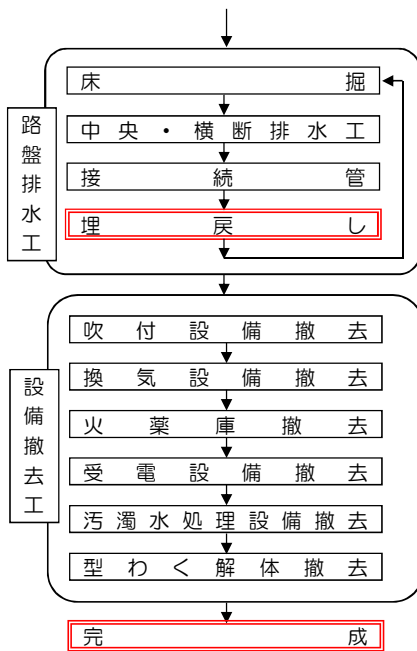 路盤排水工
床掘
中央・横断排水工
接続管
埋戻し
設備撤去工
吹付設備撤去
換気設備撤去
火薬庫撤去
受電設備撤去
汚濁水処理設備撤去
型わく解体撤去
完成